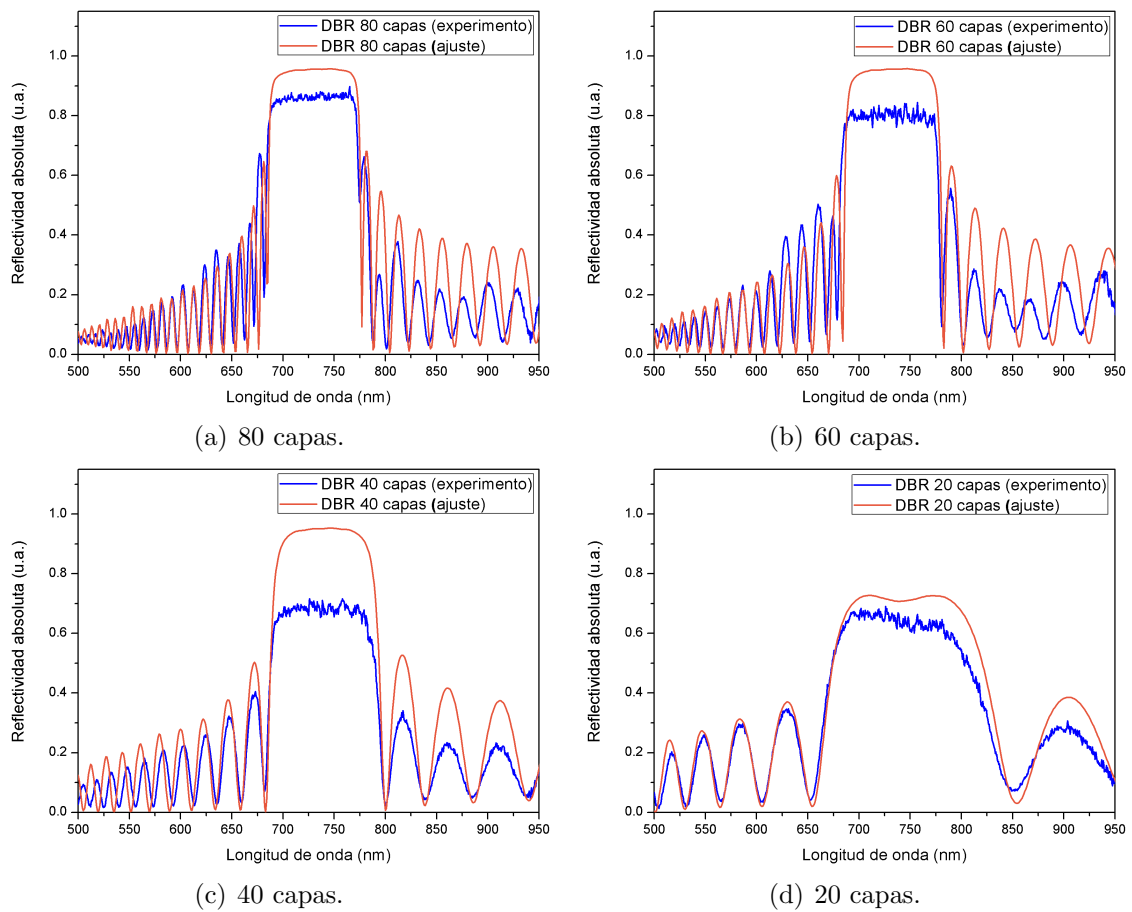 DBR 80 capas (experimento)
DBR 80 capas (ajuste)
Reflectividad absoluta (u.a.)
1.0
0.8
0.6
0.4
0.2
0.0
500 550 600 650 700 750 800 850 900 950
Longitud de onda (nm)
(a) 80 capas.
DBR 60 capas (experimento)
DBR 60 capas (ajuste)
Reflectividad absoluta (u.a.)
1.0
0.8
0.6
0.4
0.2
0.0
500 550 600 650 700 750 800 850 900 950
Longitud de onda (nm)
(b) 60 capas.
DBR 40 capas (experimento)
DBR 40 capas (ajuste)
Reflectividad absoluta (u.a.)
1.0
0.8
0.6
0.4
0.2
0.0
500 550 600 650 700 750 800 850 900 950
Longitud de onda (nm)
(c) 40 capas.
DBR 20 capas (experimento)
DBR 20 capas (ajuste)
Reflectividad absoluta (u.a.)
1.0
0.8
0.6
0.4
0.2
0.0
500 550 600 650 700 750 800 850 900 950
Longitud de onda (nm)
(d) 20 capas.